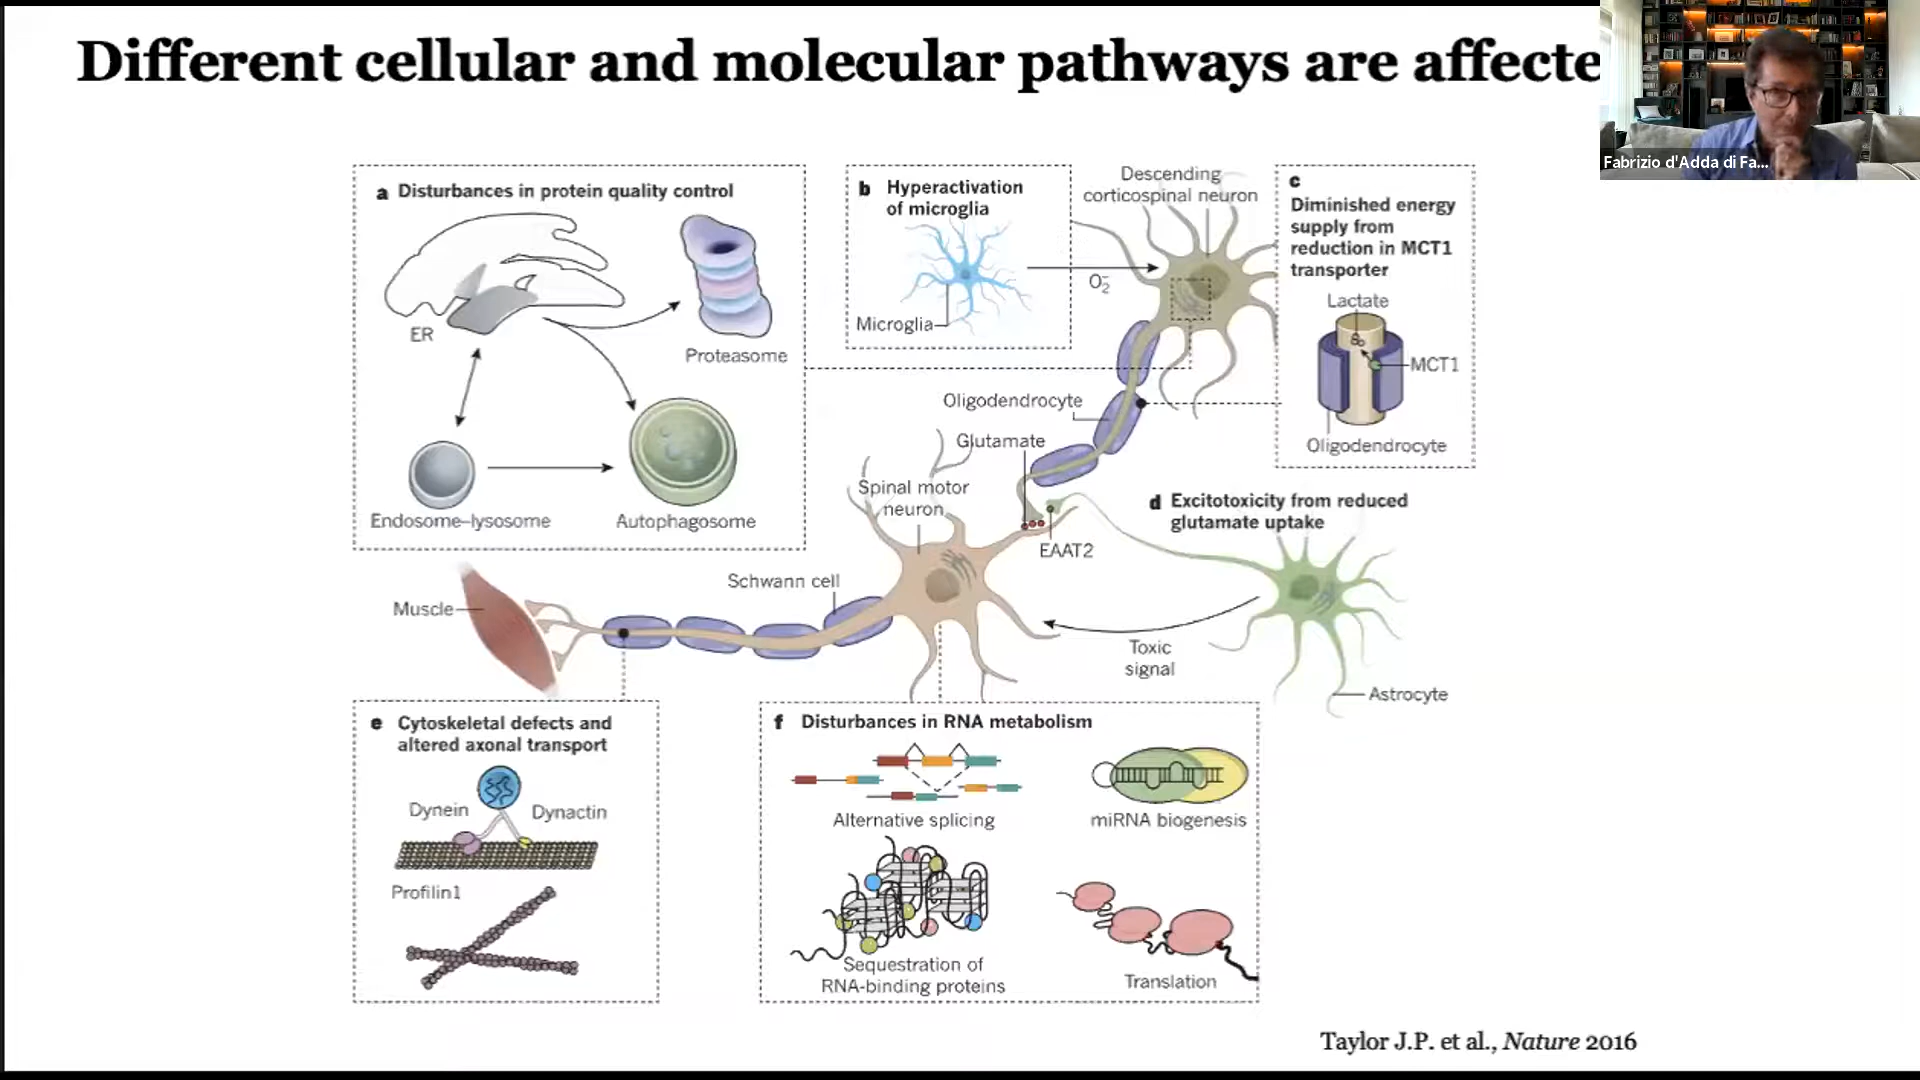 Different cellular and molecular pathways are affecte
Fabrizio d'Adda di Fa...
a Disturbances in protein quality control
ER
Proteasome
Endosome–lysosome
Autophagosome
b Hyperactivation
of microglia
Microglia
O₂⁻
Descending
corticospinal neuron
c
Diminished energy
supply from
reduction in MCT1
transporter
Lactate
MCT1
Oligodendrocyte
Oligodendrocyte
Glutamate
Spinal motor
neuron
EAAT2
d Excitotoxicity from reduced
glutamate uptake
Schwann cell
Muscle
Toxic
signal
Astrocyte
e Cytoskeletal defects and
altered axonal transport
Dynein
Dynactin
Profilin1
f Disturbances in RNA metabolism
Alternative splicing
miRNA biogenesis
Sequestration of
RNA-binding proteins
Translation
Taylor J.P. et al., Nature 2016